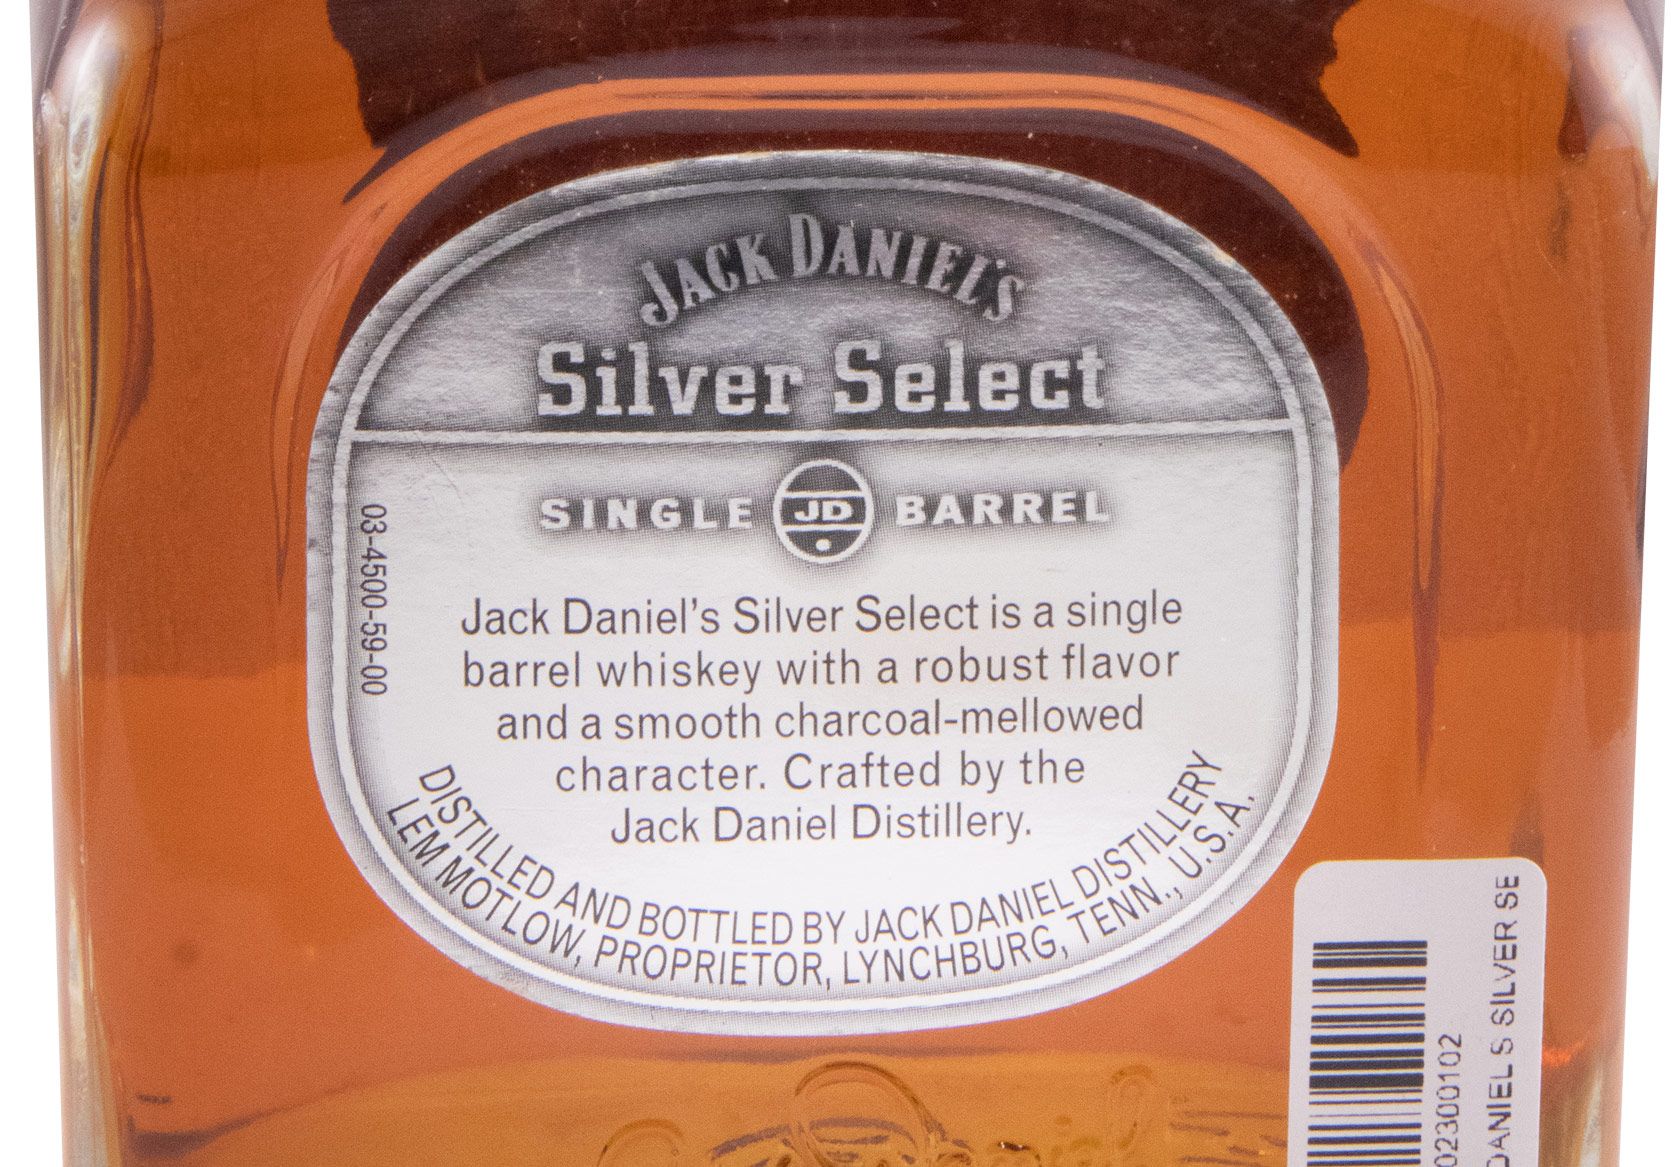 JACK DANIEL'S
Silver Select
SINGLE JD BARREL
03-4500-59-00
Jack Daniel's Silver Select is a single
barrel whiskey with a robust flavor
and a smooth charcoal-mellowed
character. Crafted by the
Jack Daniel Distillery.
DISTILLED AND BOTTLED BY JACK DANIEL DISTILLERY
LEM MOTLOW, PROPRIETOR, LYNCHBURG, TENN., U.S.A.
02300102
DANIEL S SILVER SE